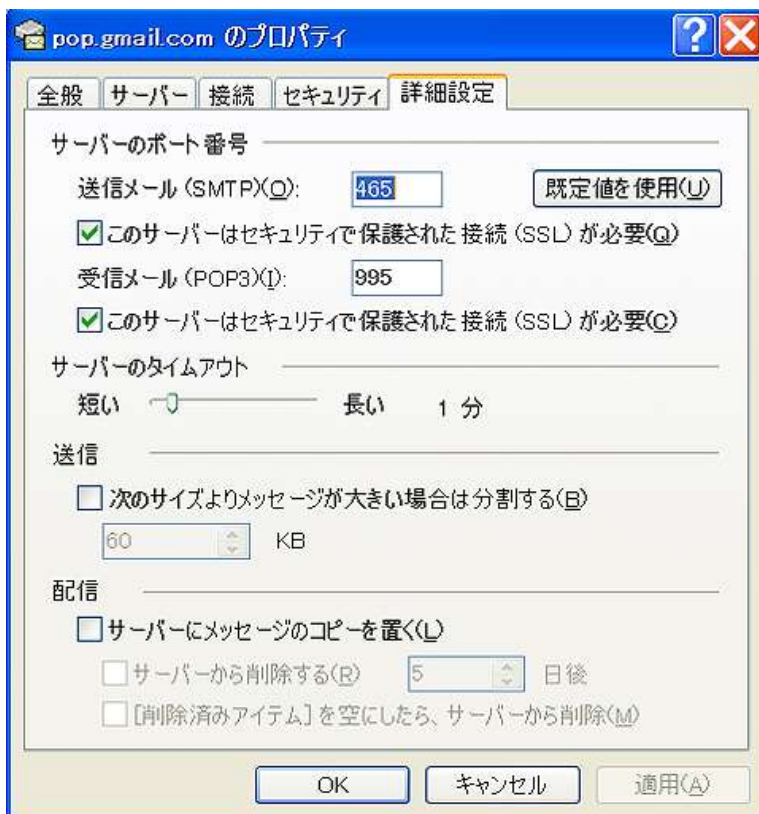 pop.gmail.com のプロパティ
全般 サーバー 接続 セキュリティ 詳細設定
サーバーのポート番号
送信メール (SMTP)(O): 465 既定値を使用(U)
このサーバーはセキュリティで保護された接続 (SSL) が必要(Q)
受信メール (POP3)(I): 995
このサーバーはセキュリティで保護された接続 (SSL) が必要(C)
サーバーのタイムアウト
短い 長い 1 分
送信
次のサイズよりメッセージが大きい場合は分割する(B)
60 KB
配信
サーバーにメッセージのコピーを置く(L)
サーバーから削除する(R) 5 日後
[削除済みアイテム] を空にしたら、サーバーから削除(M)
OK キャンセル 適用(A)